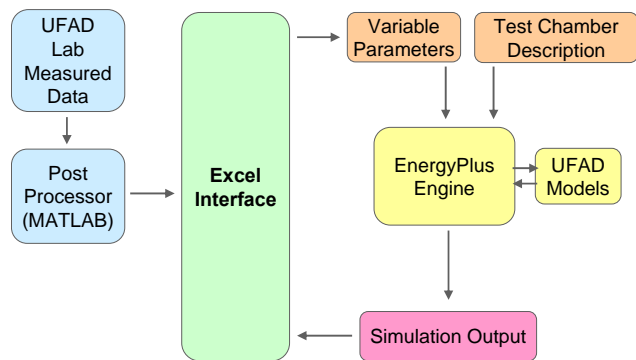 UFAD
Lab
Measured
Data
Post
Processor
(MATLAB)
Excel
Interface
Variable
Parameters
Test Chamber
Description
EnergyPlus
Engine
UFAD
Models
Simulation Output